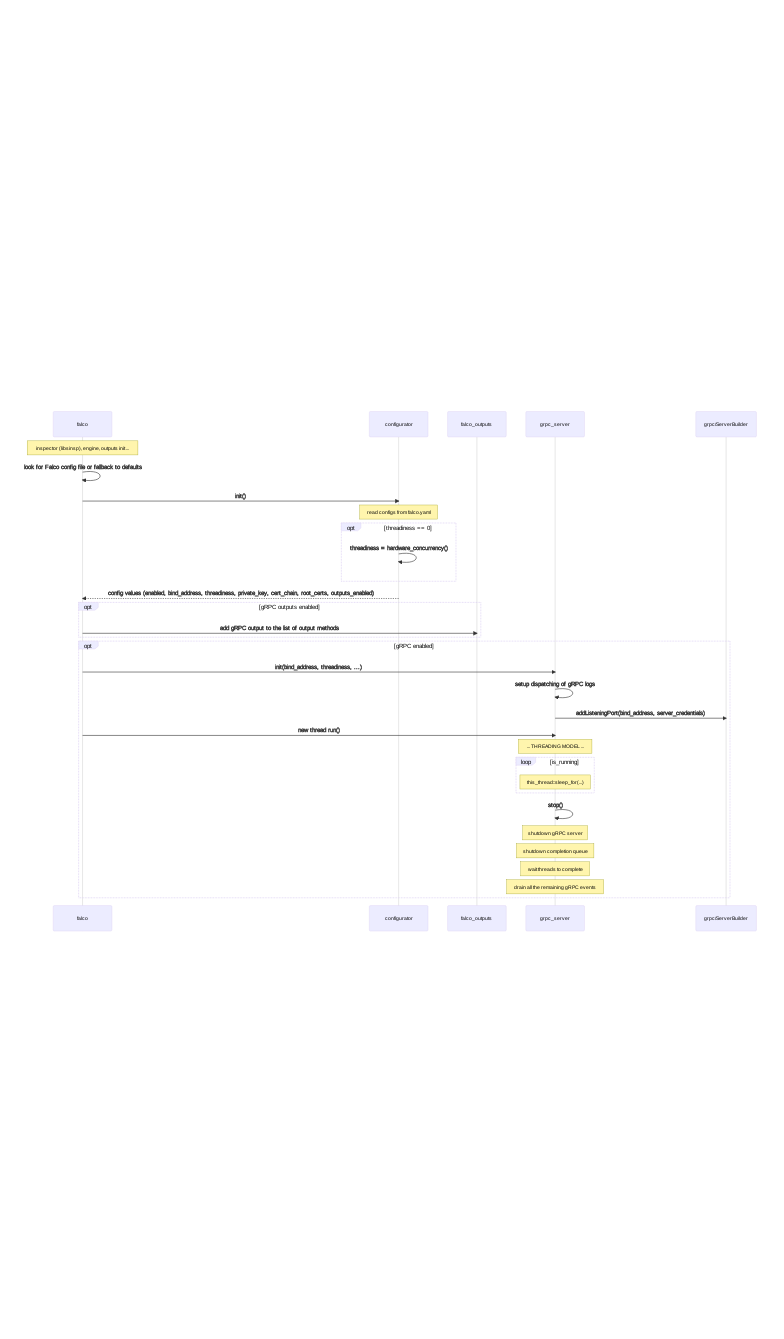 falco
configurator
falco_outputs
grpc_server
grpc::ServerBuilder
inspector (libsinsp), engine, outputs init...
look for Falco config file or fallback to defaults
init()
read configs from falco.yaml
opt
[threadiness == 0]
threadiness = hardware_concurrency()
config values (enabled, bind_address, threadiness, private_key, cert_chain, root_certs, outputs_enabled)
opt
[gRPC outputs enabled]
add gRPC output to the list of output methods
opt
[gRPC enabled]
init(bind_address, threadiness, ....)
setup dispatching of gRPC logs
addListeningPort(bind_address, server_credentials)
new thread run()
... THREADING MODEL ...
loop
[is_running]
this_thread::sleep_for(...)
stop()
shutdown gRPC server
shutdown completion queue
wait threads to complete
drain all the remaining gRPC events
falco
configurator
falco_outputs
grpc_server
grpc::ServerBuilder